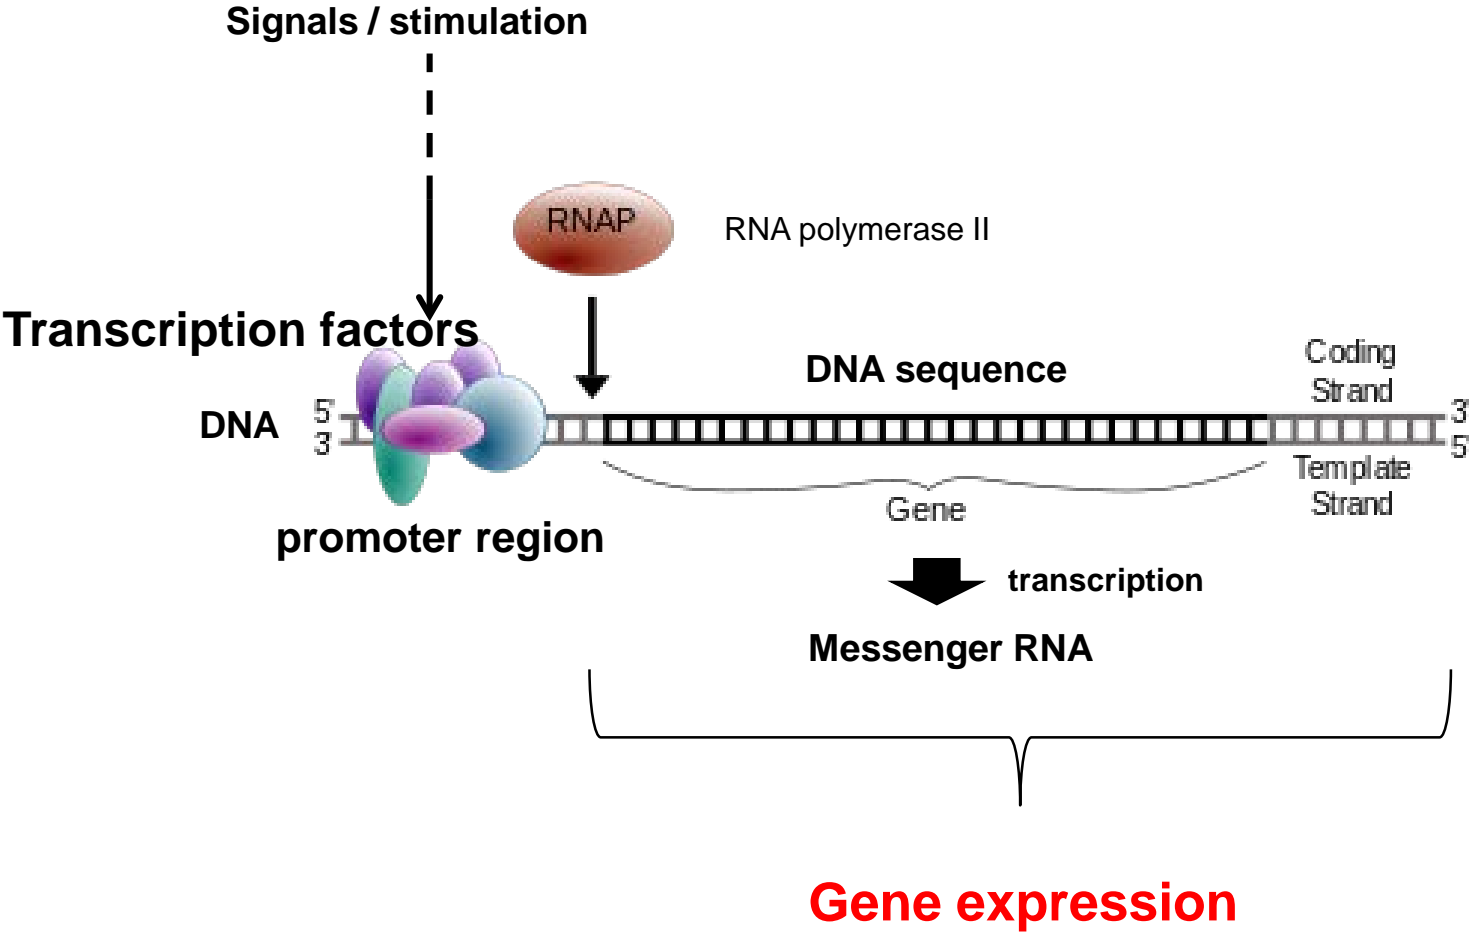 Signals / stimulation
RNAP
RNA polymerase II
Transcription factors
DNA sequence
Coding
Strand
DNA
5'
3'
3'
5'
Template
Strand
Gene
promoter region
transcription
Messenger RNA
Gene expression